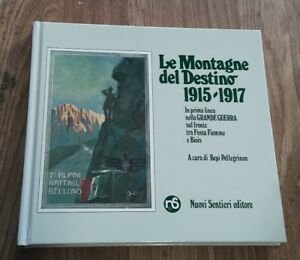 Le Montagne
del Destino
1915-1917
In prima linea
nella GRANDE GUERRA
sul fronte
tra Fassa Fiemme
e Biois
A cura di Bepi Pellegrinon
7° ALPINI
BATTAGL
BELLUNO
ns
Nuovi Sentieri editore